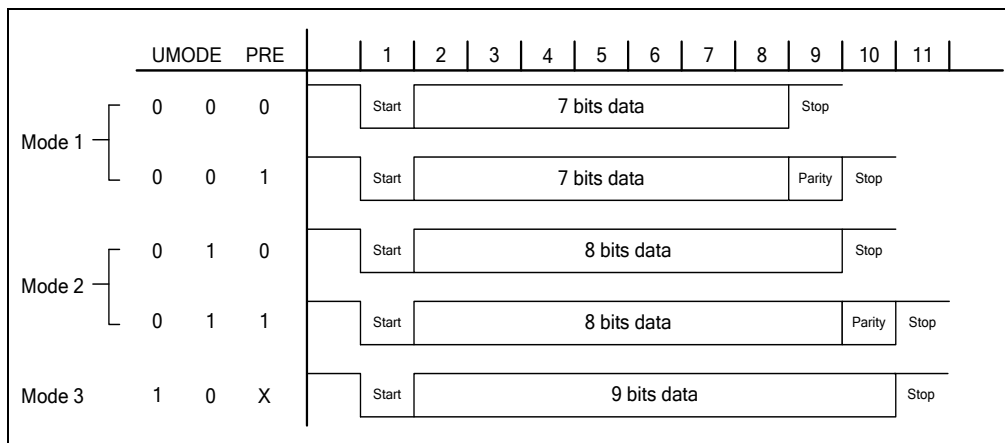 UMODE PRE 1 2 3 4 5 6 7 8 9 10 11
0 0 0 Start 7 bits data Stop
Mode 1
0 0 1 Start 7 bits data Parity Stop
0 1 0 Start 8 bits data Stop
Mode 2
0 1 1 Start 8 bits data Parity Stop
Mode 3 1 0 X Start 9 bits data Stop